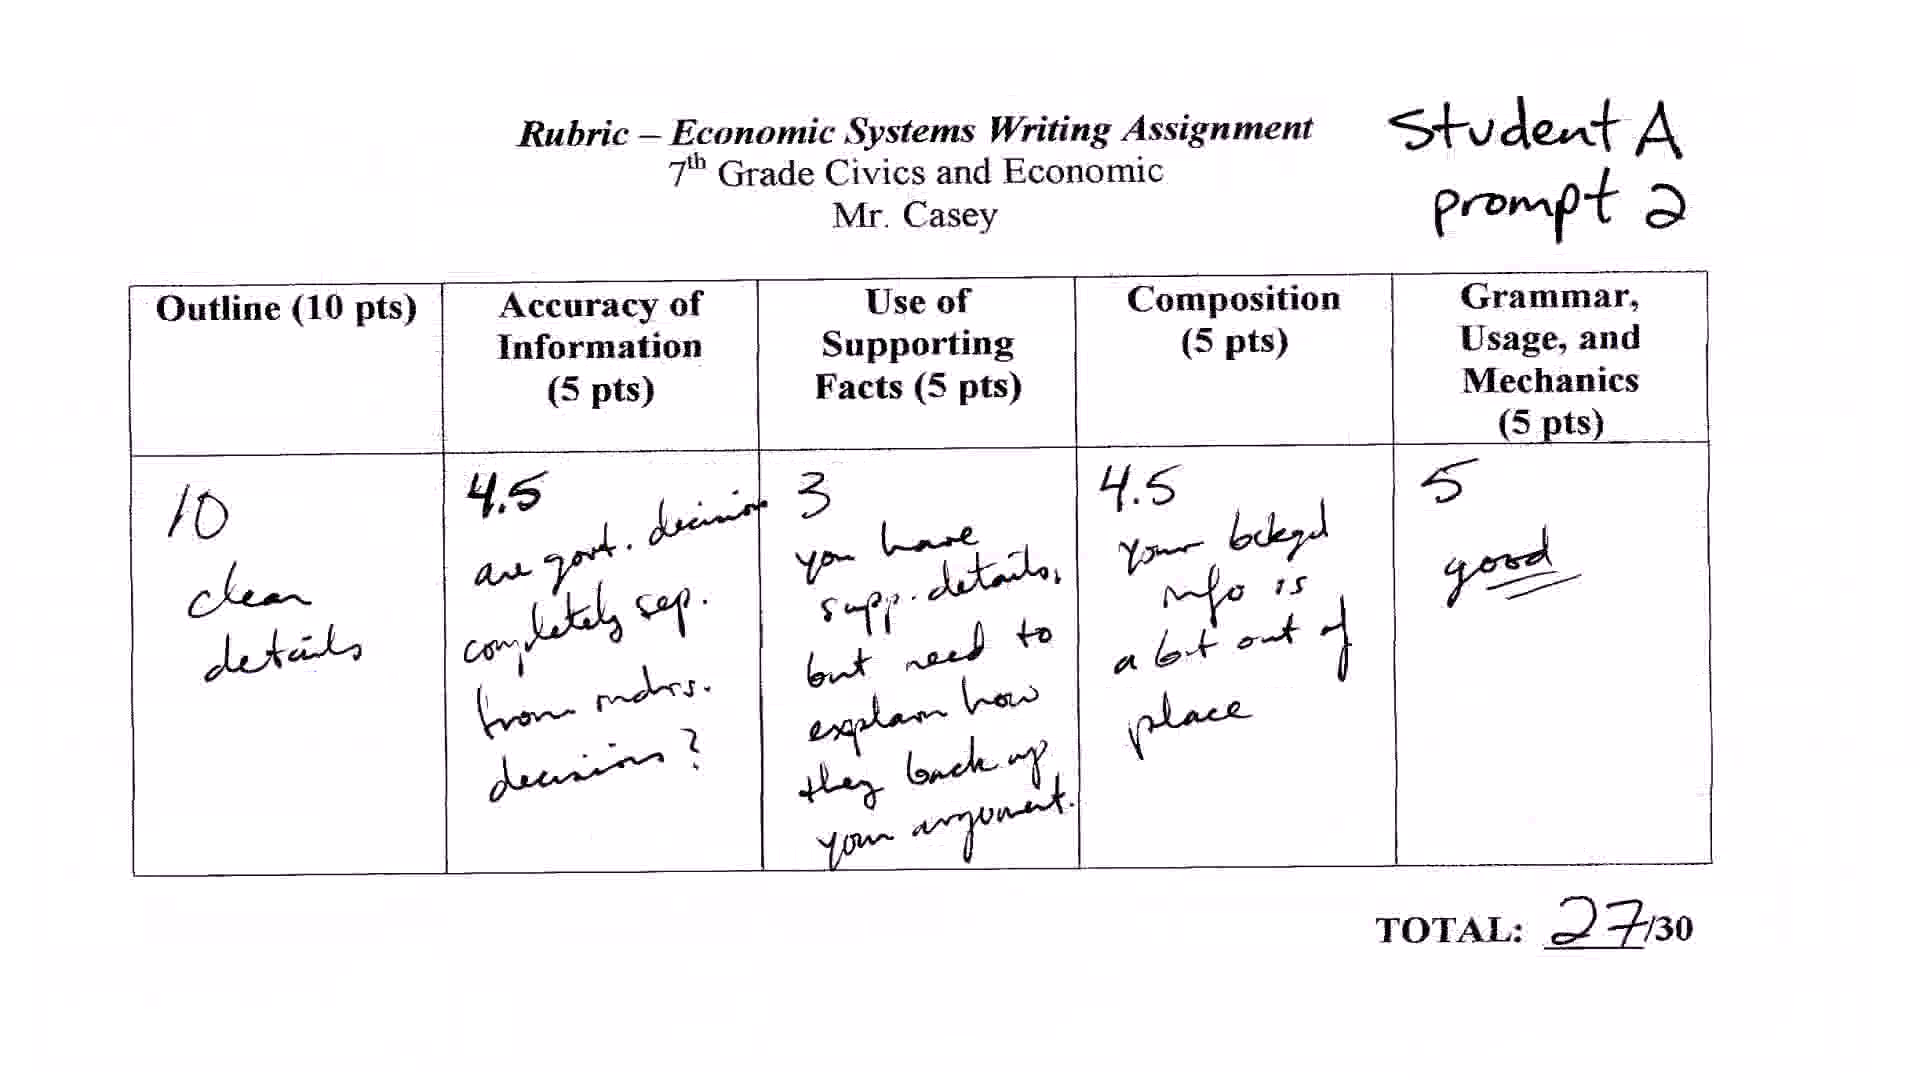 Rubric – Economic Systems Writing Assignment
7th Grade Civics and Economic
Mr. Casey
Student A
prompt 2
Outline (10 pts)
Accuracy of
Information
(5 pts)
Use of
Supporting
Facts (5 pts)
Composition
(5 pts)
Grammar,
Usage, and
Mechanics
(5 pts)
10
clear
details
4.5
are govt. decisions
completely sep.
from indivs.
decisions?
3
you have
supp. details,
but need to
explain how
they back up
your argument.
4.5
Your bckgd
info is
a bit out of
place
5
good
TOTAL: 27/30